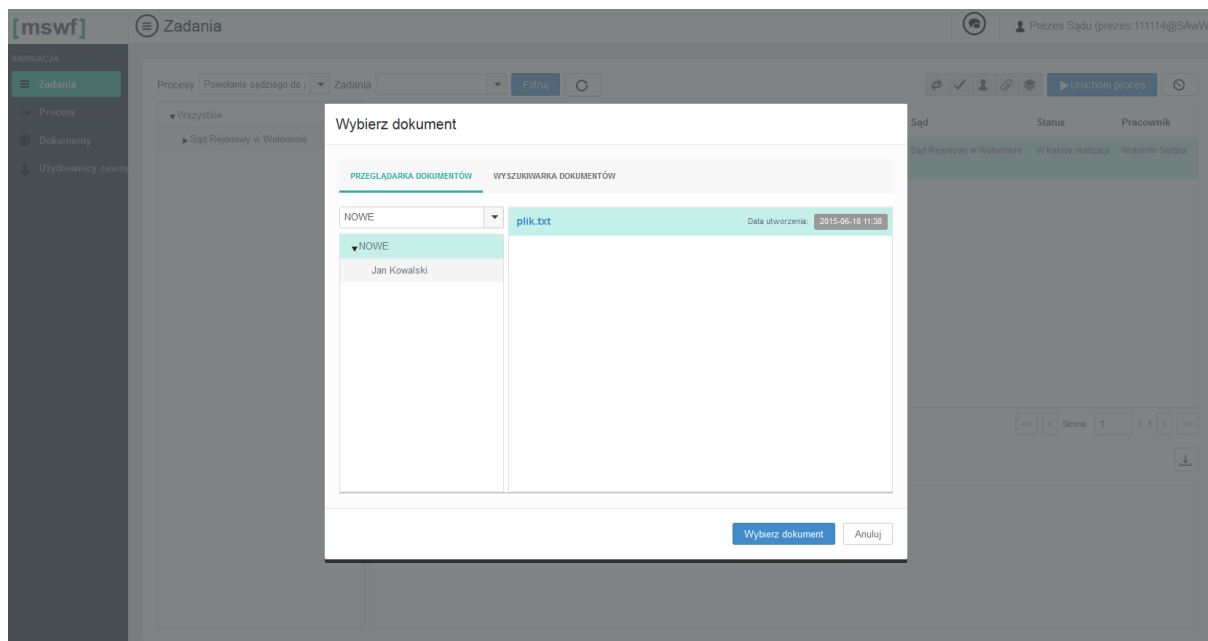 [mswf]
Zadania
Prezes Sądu (prezes.111114@SAwW
NAWIGACJA
Zadania
Procesy
Dokumenty
Użytkownicy zewnę
Procesy Powołanie sędziego do p Zadania Filtruj Uruchom proces
Wszystkie
Sąd Rejonowy w Wołominie
Sąd Status Pracownik
Sąd Rejonowy w Wołominie W trakcie realizacji Wołomin Sędzia
Wybierz dokument
PRZEGLĄDARKA DOKUMENTÓW WYSZUKIWARKA DOKUMENTÓW
NOWE
plik.txt Data utworzenia: 2015-06-18 11:38
NOWE
Jan Kowalski
<< < Strona: 1 / 1 > >>
Wybierz dokument Anuluj